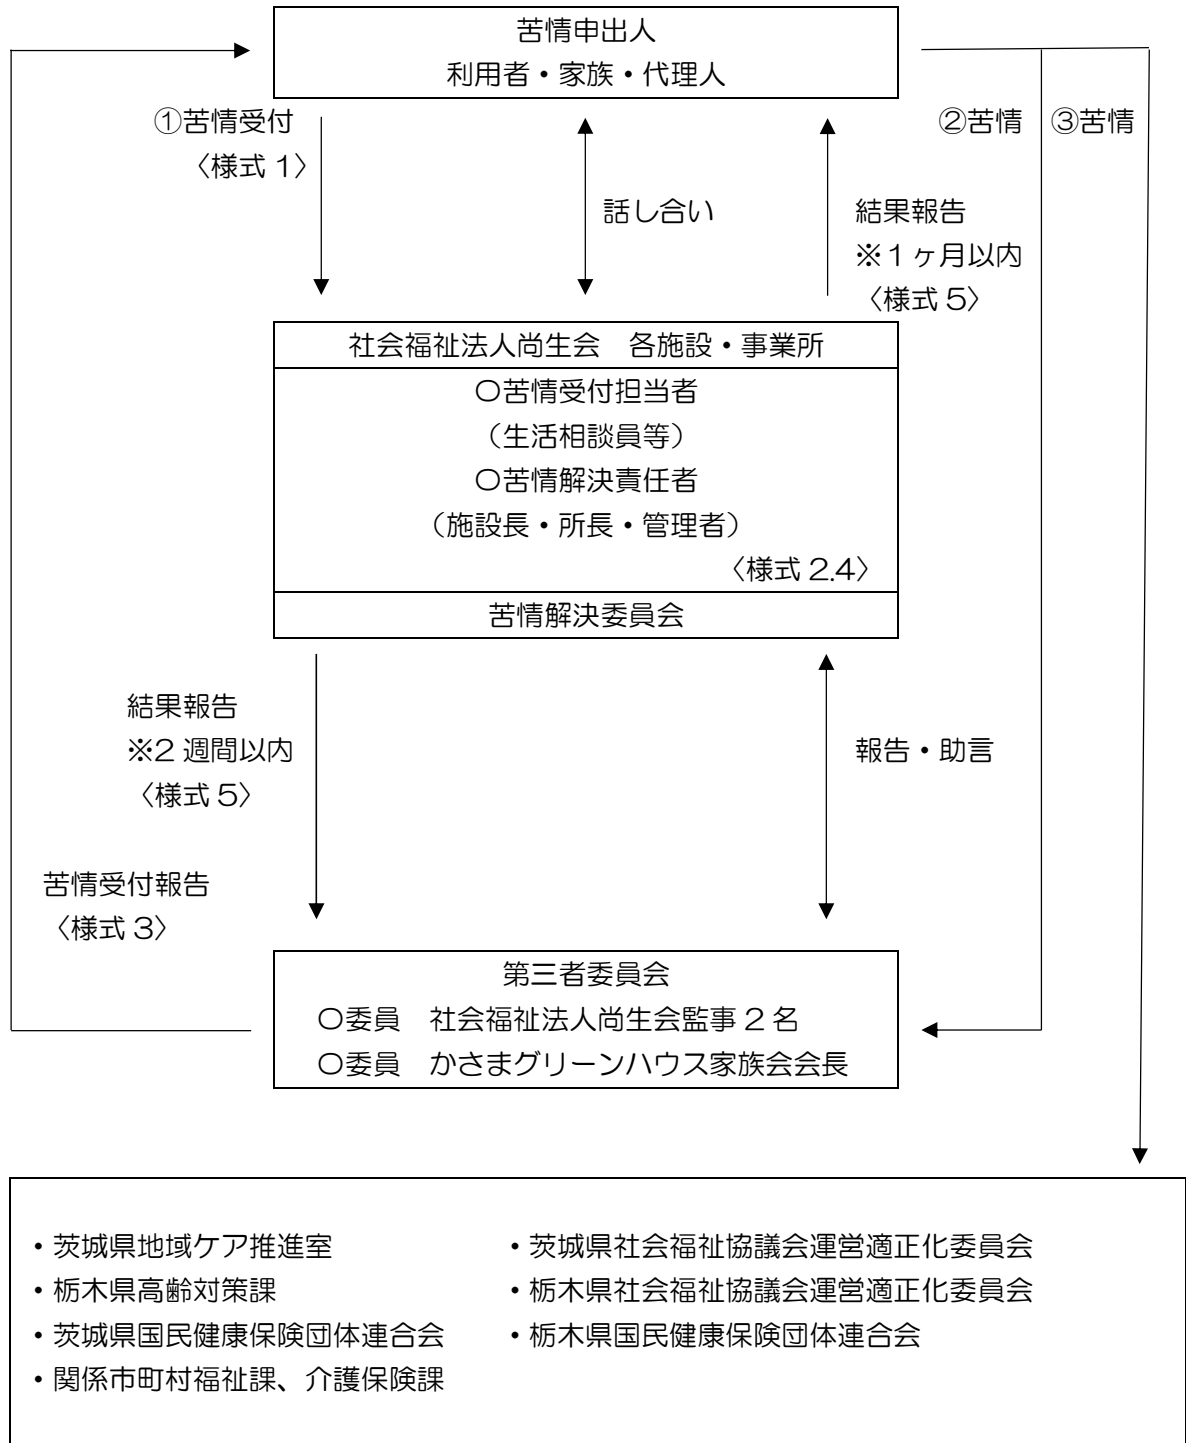 苦情申出人
利用者・家族・代理人
①苦情受付
〈様式 1〉
話し合い
結果報告
※1ヶ月以内
〈様式 5〉
②苦情
③苦情
社会福祉法人尚生会　各施設・事業所
〇苦情受付担当者
（生活相談員等）
〇苦情解決責任者
（施設長・所長・管理者）
〈様式 2.4〉
苦情解決委員会
結果報告
※2 週間以内
〈様式 5〉
報告・助言
苦情受付報告
〈様式 3〉
第三者委員会
〇委員　社会福祉法人尚生会監事 2 名
〇委員　かさまグリーンハウス家族会会長
・茨城県地域ケア推進室
・茨城県社会福祉協議会運営適正化委員会
・栃木県高齢対策課
・栃木県社会福祉協議会運営適正化委員会
・茨城県国民健康保険団体連合会
・栃木県国民健康保険団体連合会
・関係市町村福祉課、介護保険課